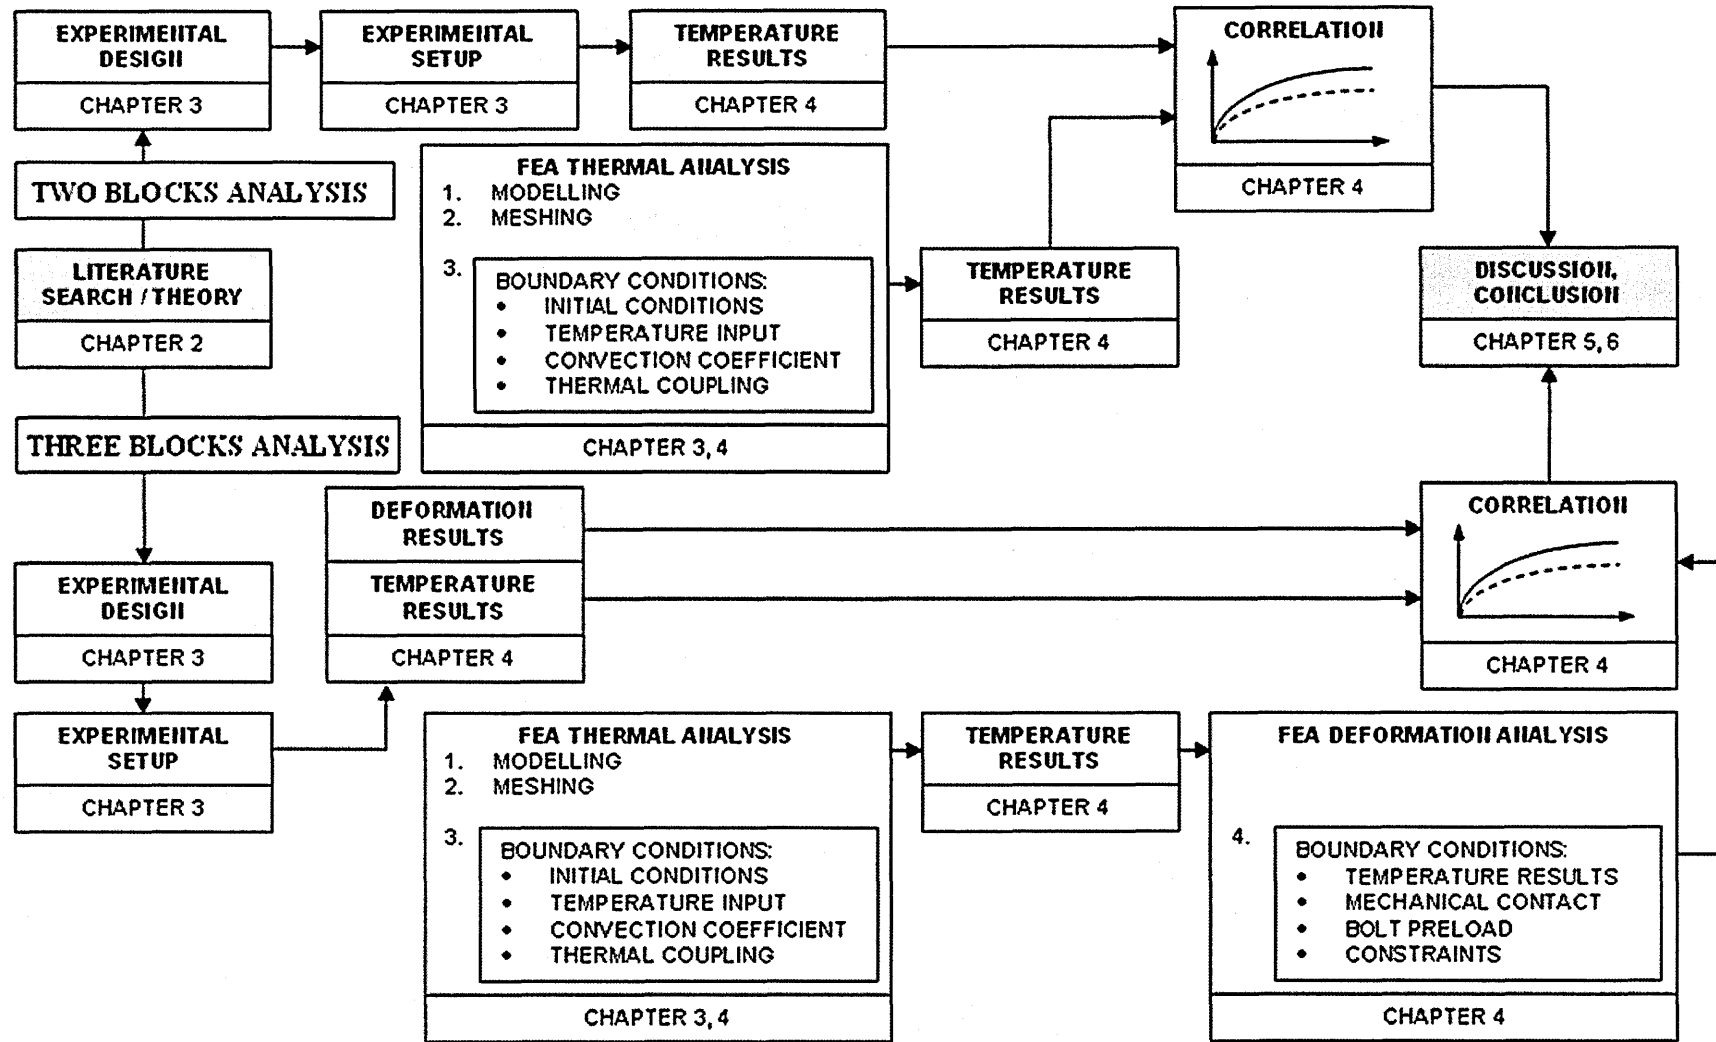 EXPERIMENTAL
DESIGN
CHAPTER 3
EXPERIMENTAL
SETUP
CHAPTER 3
TEMPERATURE
RESULTS
CHAPTER 4
CORRELATION
CHAPTER 4
TWO BLOCKS ANALYSIS
LITERATURE
SEARCH / THEORY
CHAPTER 2
THREE BLOCKS ANALYSIS
FEA THERMAL ANALYSIS
1. MODELLING
2. MESHING
3. BOUNDARY CONDITIONS:
• INITIAL CONDITIONS
• TEMPERATURE INPUT
• CONVECTION COEFFICIENT
• THERMAL COUPLING
CHAPTER 3, 4
TEMPERATURE
RESULTS
CHAPTER 4
DISCUSSION,
CONCLUSION
CHAPTER 5, 6
EXPERIMENTAL
DESIGN
CHAPTER 3
EXPERIMENTAL
SETUP
CHAPTER 3
DEFORMATION
RESULTS
TEMPERATURE
RESULTS
CHAPTER 4
CORRELATION
CHAPTER 4
FEA THERMAL ANALYSIS
1. MODELLING
2. MESHING
3. BOUNDARY CONDITIONS:
• INITIAL CONDITIONS
• TEMPERATURE INPUT
• CONVECTION COEFFICIENT
• THERMAL COUPLING
CHAPTER 3, 4
TEMPERATURE
RESULTS
CHAPTER 4
FEA DEFORMATION ANALYSIS
4. BOUNDARY CONDITIONS:
• TEMPERATURE RESULTS
• MECHANICAL CONTACT
• BOLT PRELOAD
• CONSTRAINTS
CHAPTER 4